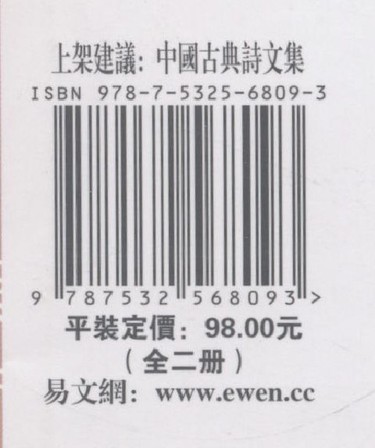 上架建議：中國古典詩文集
ISBN 978-7-5325-6809-3
9 787532 568093 >
平裝定價：98.00元
（全二册）
易文網：www.ewen.cc